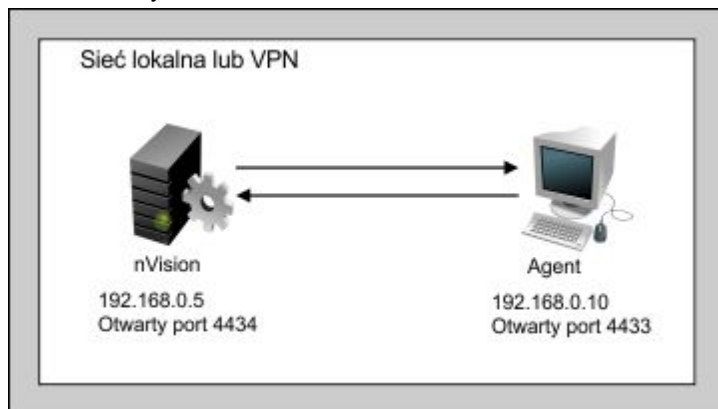 Sieć lokalna lub VPN
nVision
192.168.0.5
Otwarty port 4434
Agent
192.168.0.10
Otwarty port 4433